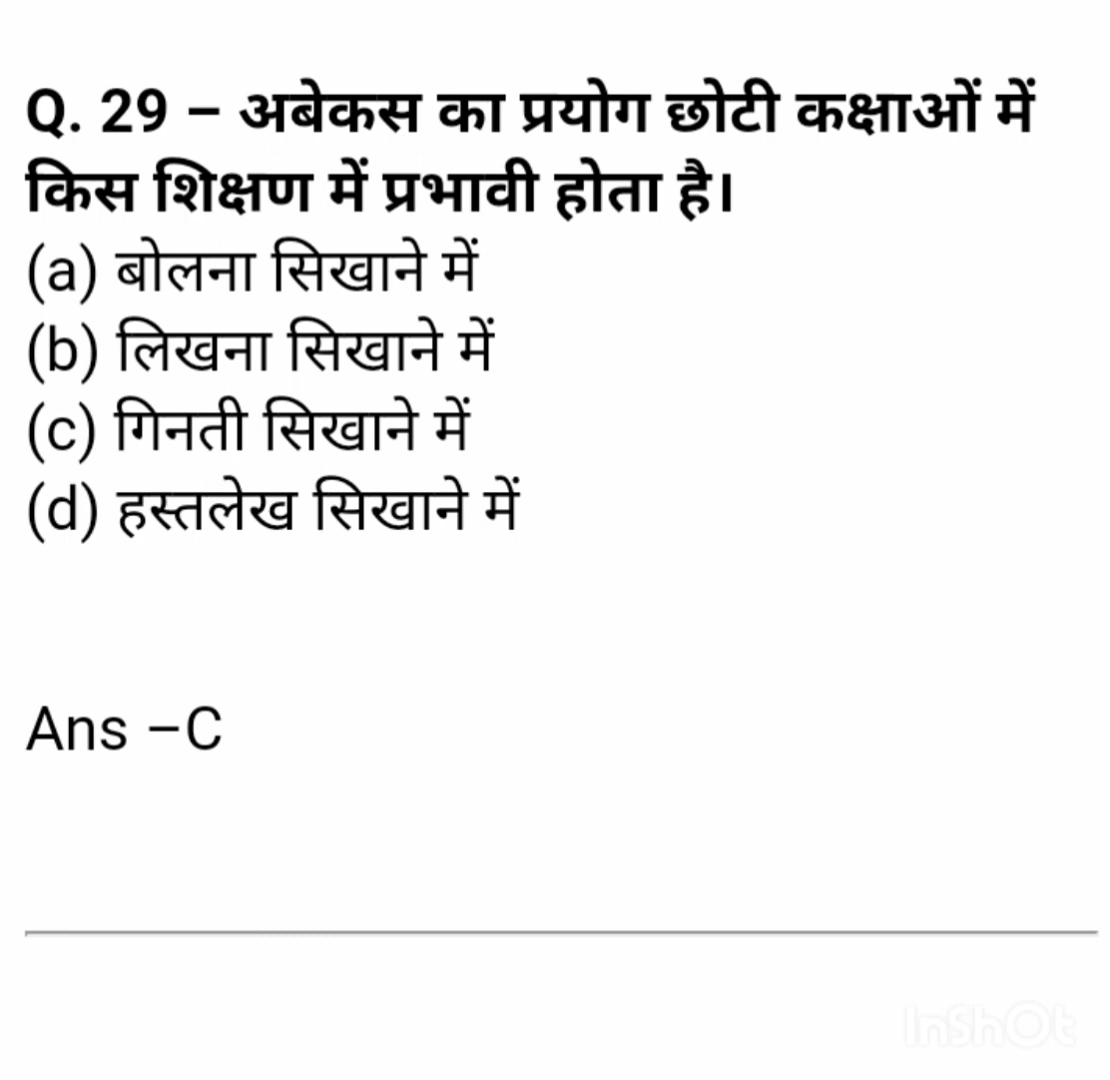 Q. 29 – अबेकस का प्रयोग छोटी कक्षाओं में
किस शिक्षण में प्रभावी होता है।
(a) बोलना सिखाने में
(b) लिखना सिखाने में
(c) गिनती सिखाने में
(d) हस्तलेख सिखाने में
Ans –C
InShOt